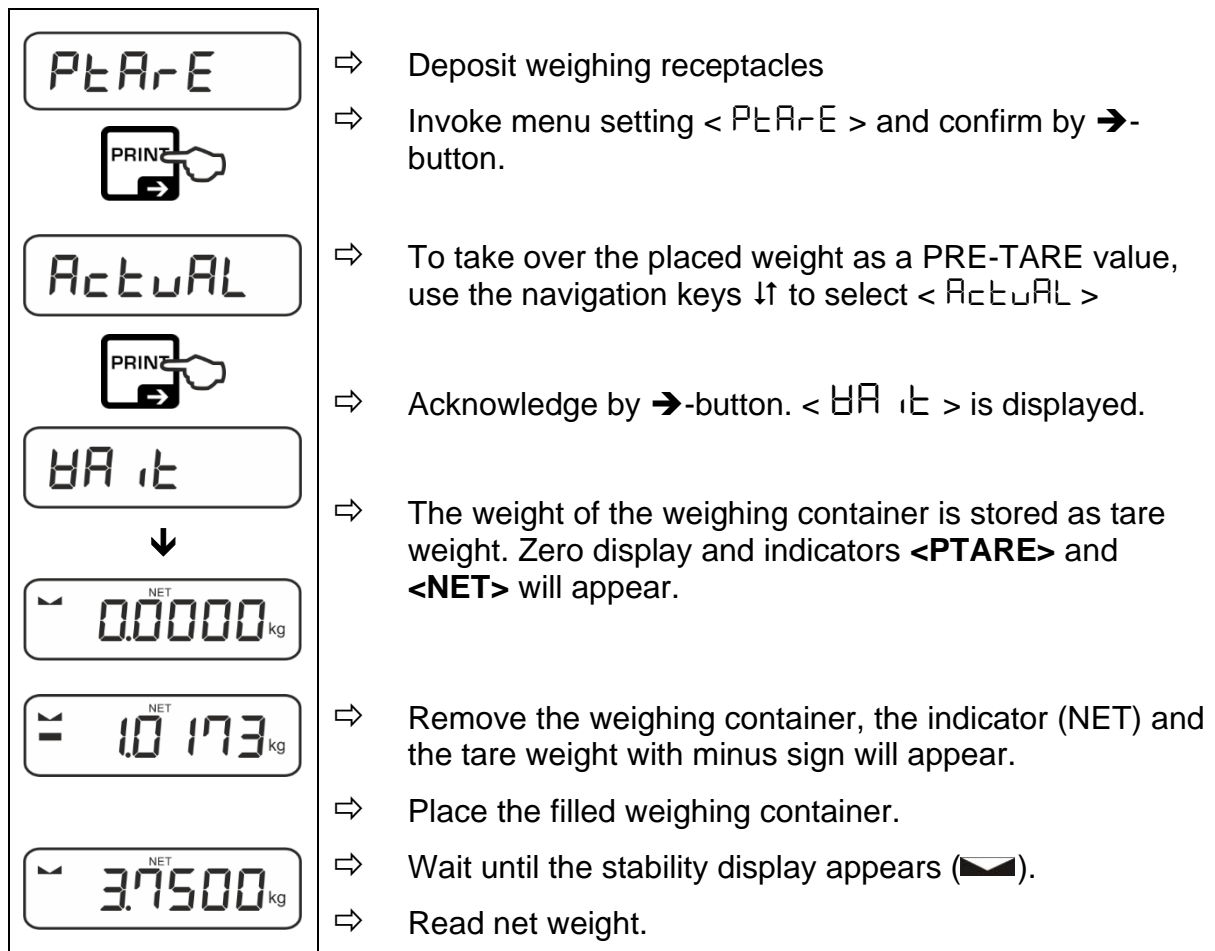 PtArE
PRINT
ActuAL
PRINT
WAit
NET
0.0000 kg
NET
1.0173 kg
NET
3.7500 kg
⇨ Deposit weighing receptacles
⇨ Invoke menu setting < PtArE > and confirm by ➔-
button.
⇨ To take over the placed weight as a PRE-TARE value,
use the navigation keys ↓↑ to select < ActuAL >
⇨ Acknowledge by ➔-button. < WAit > is displayed.
⇨ The weight of the weighing container is stored as tare
weight. Zero display and indicators <PTARE> and
<NET> will appear.
⇨ Remove the weighing container, the indicator (NET) and
the tare weight with minus sign will appear.
⇨ Place the filled weighing container.
⇨ Wait until the stability display appears ( ).
⇨ Read net weight.